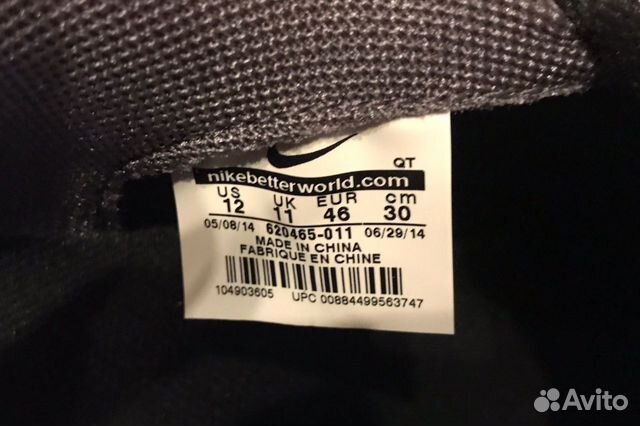 QT
nikebetterworld.com
US UK EUR cm
12 11 46 30
05/08/14 620465-011 06/29/14
MADE IN CHINA
FABRIQUE EN CHINE
104903605 UPC 00884499563747
Avito